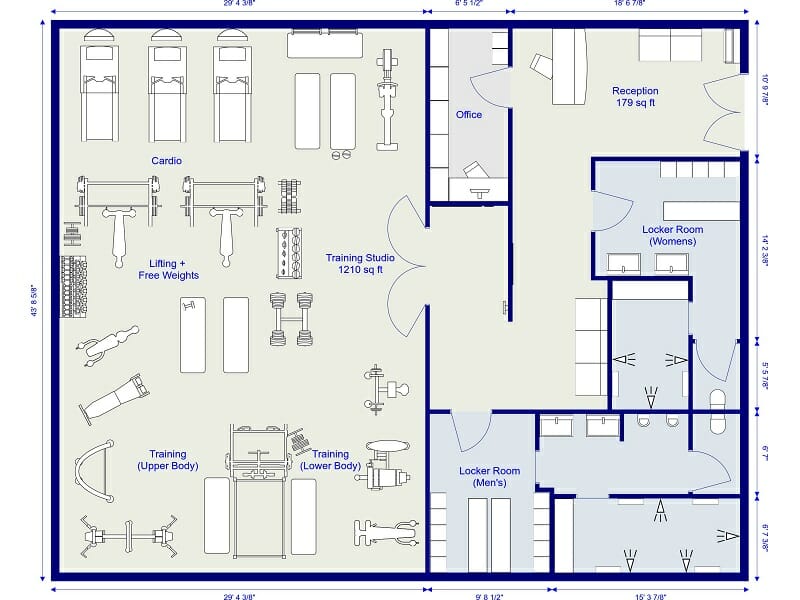 29' 4 3/8"
6' 5 1/2"
18' 6 7/8"
Reception
179 sq ft
10' 9 7/8"
Office
Cardio
Locker Room
(Womens)
14' 2 3/8"
Training Studio
1210 sq ft
Lifting +
Free Weights
43' 8 5/8"
5' 5 7/8"
Training
(Upper Body)
Training
(Lower Body)
Locker Room
(Men's)
6' 7"
6' 7 3/8"
29' 4 3/8"
9' 8 1/2"
15' 3 7/8"